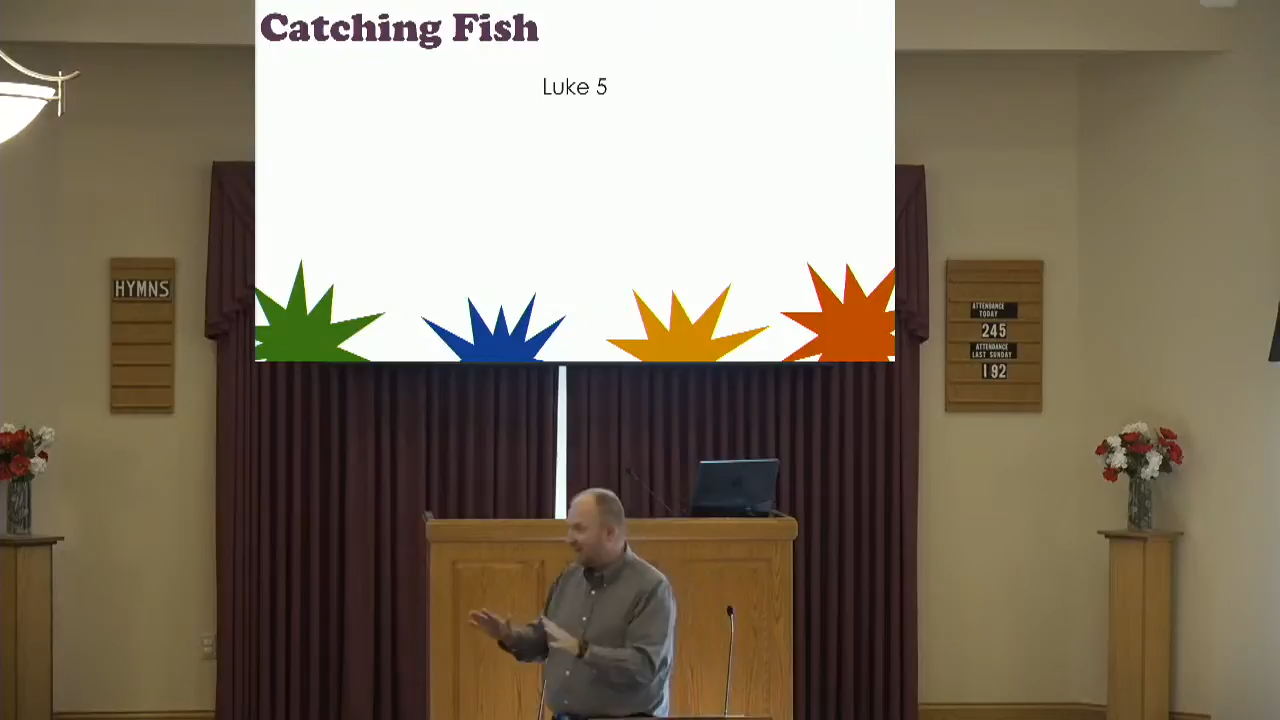 Catching Fish
Luke 5
HYMNS
ATTENDANCE
TODAY
245
ATTENDANCE
LAST SUNDAY
192